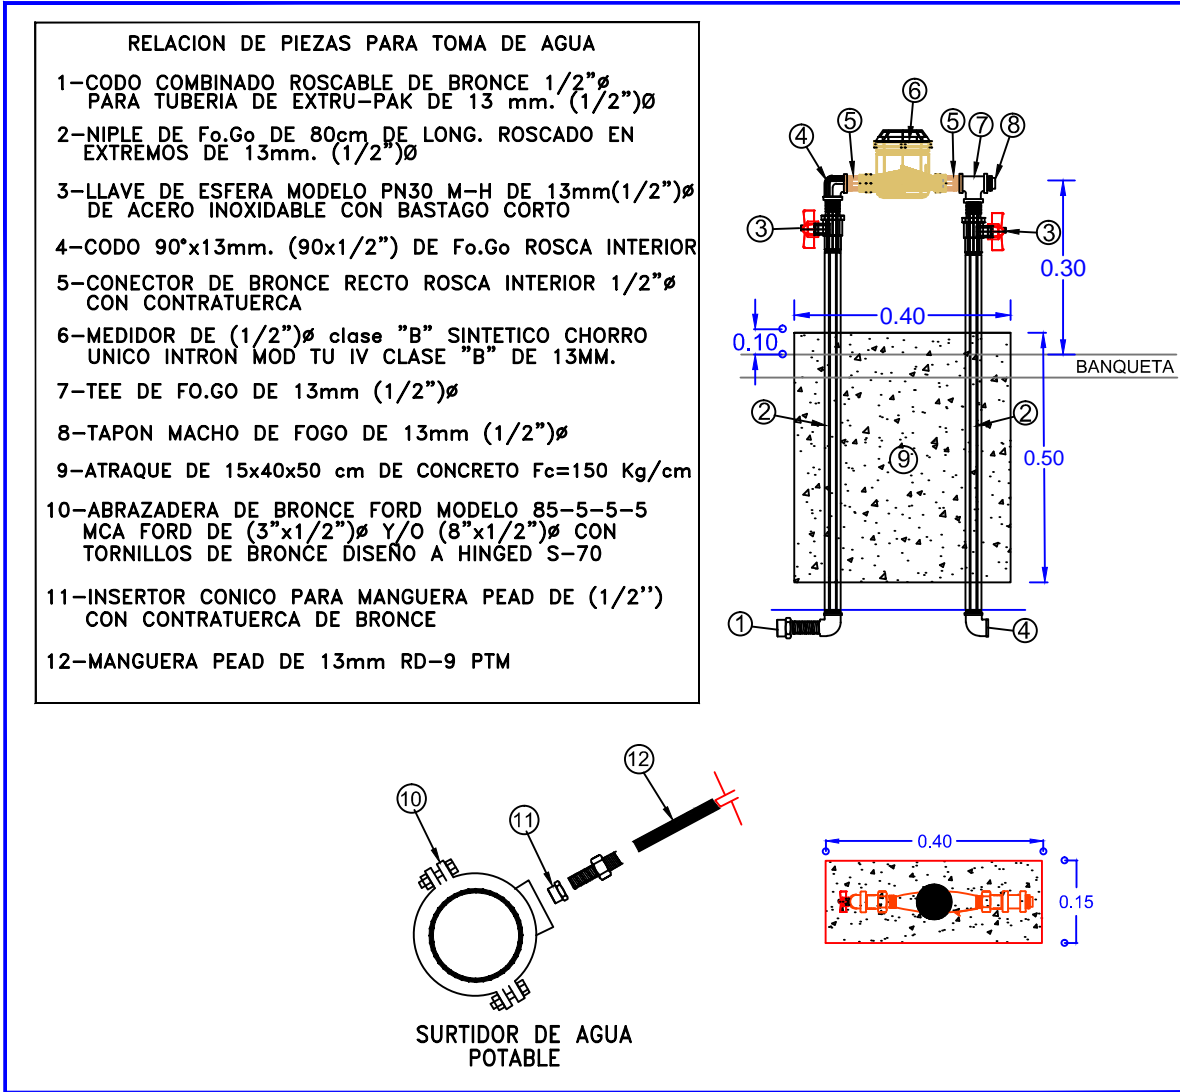 RELACION DE PIEZAS PARA TOMA DE AGUA
1-CODO COMBINADO ROSCABLE DE BRONCE 1/2"ø
PARA TUBERIA DE EXTRU-PAK DE 13 mm. (1/2")Ø
2-NIPLE DE Fo.Go DE 80cm DE LONG. ROSCADO EN
EXTREMOS DE 13mm. (1/2")Ø
3-LLAVE DE ESFERA MODELO PN30 M-H DE 13mm(1/2")ø
DE ACERO INOXIDABLE CON BASTAGO CORTO
4-CODO 90°x13mm. (90x1/2") DE Fo.Go ROSCA INTERIOR
5-CONECTOR DE BRONCE RECTO ROSCA INTERIOR 1/2"ø
CON CONTRATUERCA
6-MEDIDOR DE (1/2")ø clase "B" SINTETICO CHORRO
UNICO INTRON MOD TU IV CLASE "B" DE 13MM.
7-TEE DE FO.GO DE 13mm (1/2")ø
8-TAPON MACHO DE FOGO DE 13mm (1/2")ø
9-ATRAQUE DE 15x40x50 cm DE CONCRETO Fc=150 Kg/cm
10-ABRAZADERA DE BRONCE FORD MODELO 85-5-5-5
MCA FORD DE (3"x1/2")ø Y/O (8"x1/2")ø CON
TORNILLOS DE BRONCE DISEÑO A HINGED S-70
11-INSERTOR CONICO PARA MANGUERA PEAD DE (1/2'')
CON CONTRATUERCA DE BRONCE
12-MANGUERA PEAD DE 13mm RD-9 PTM
6
4
5
5
7
8
3
3
0.30
0.40
0.10
BANQUETA
2
2
9
0.50
1
4
12
10
11
SURTIDOR DE AGUA
POTABLE
0.40
0.15